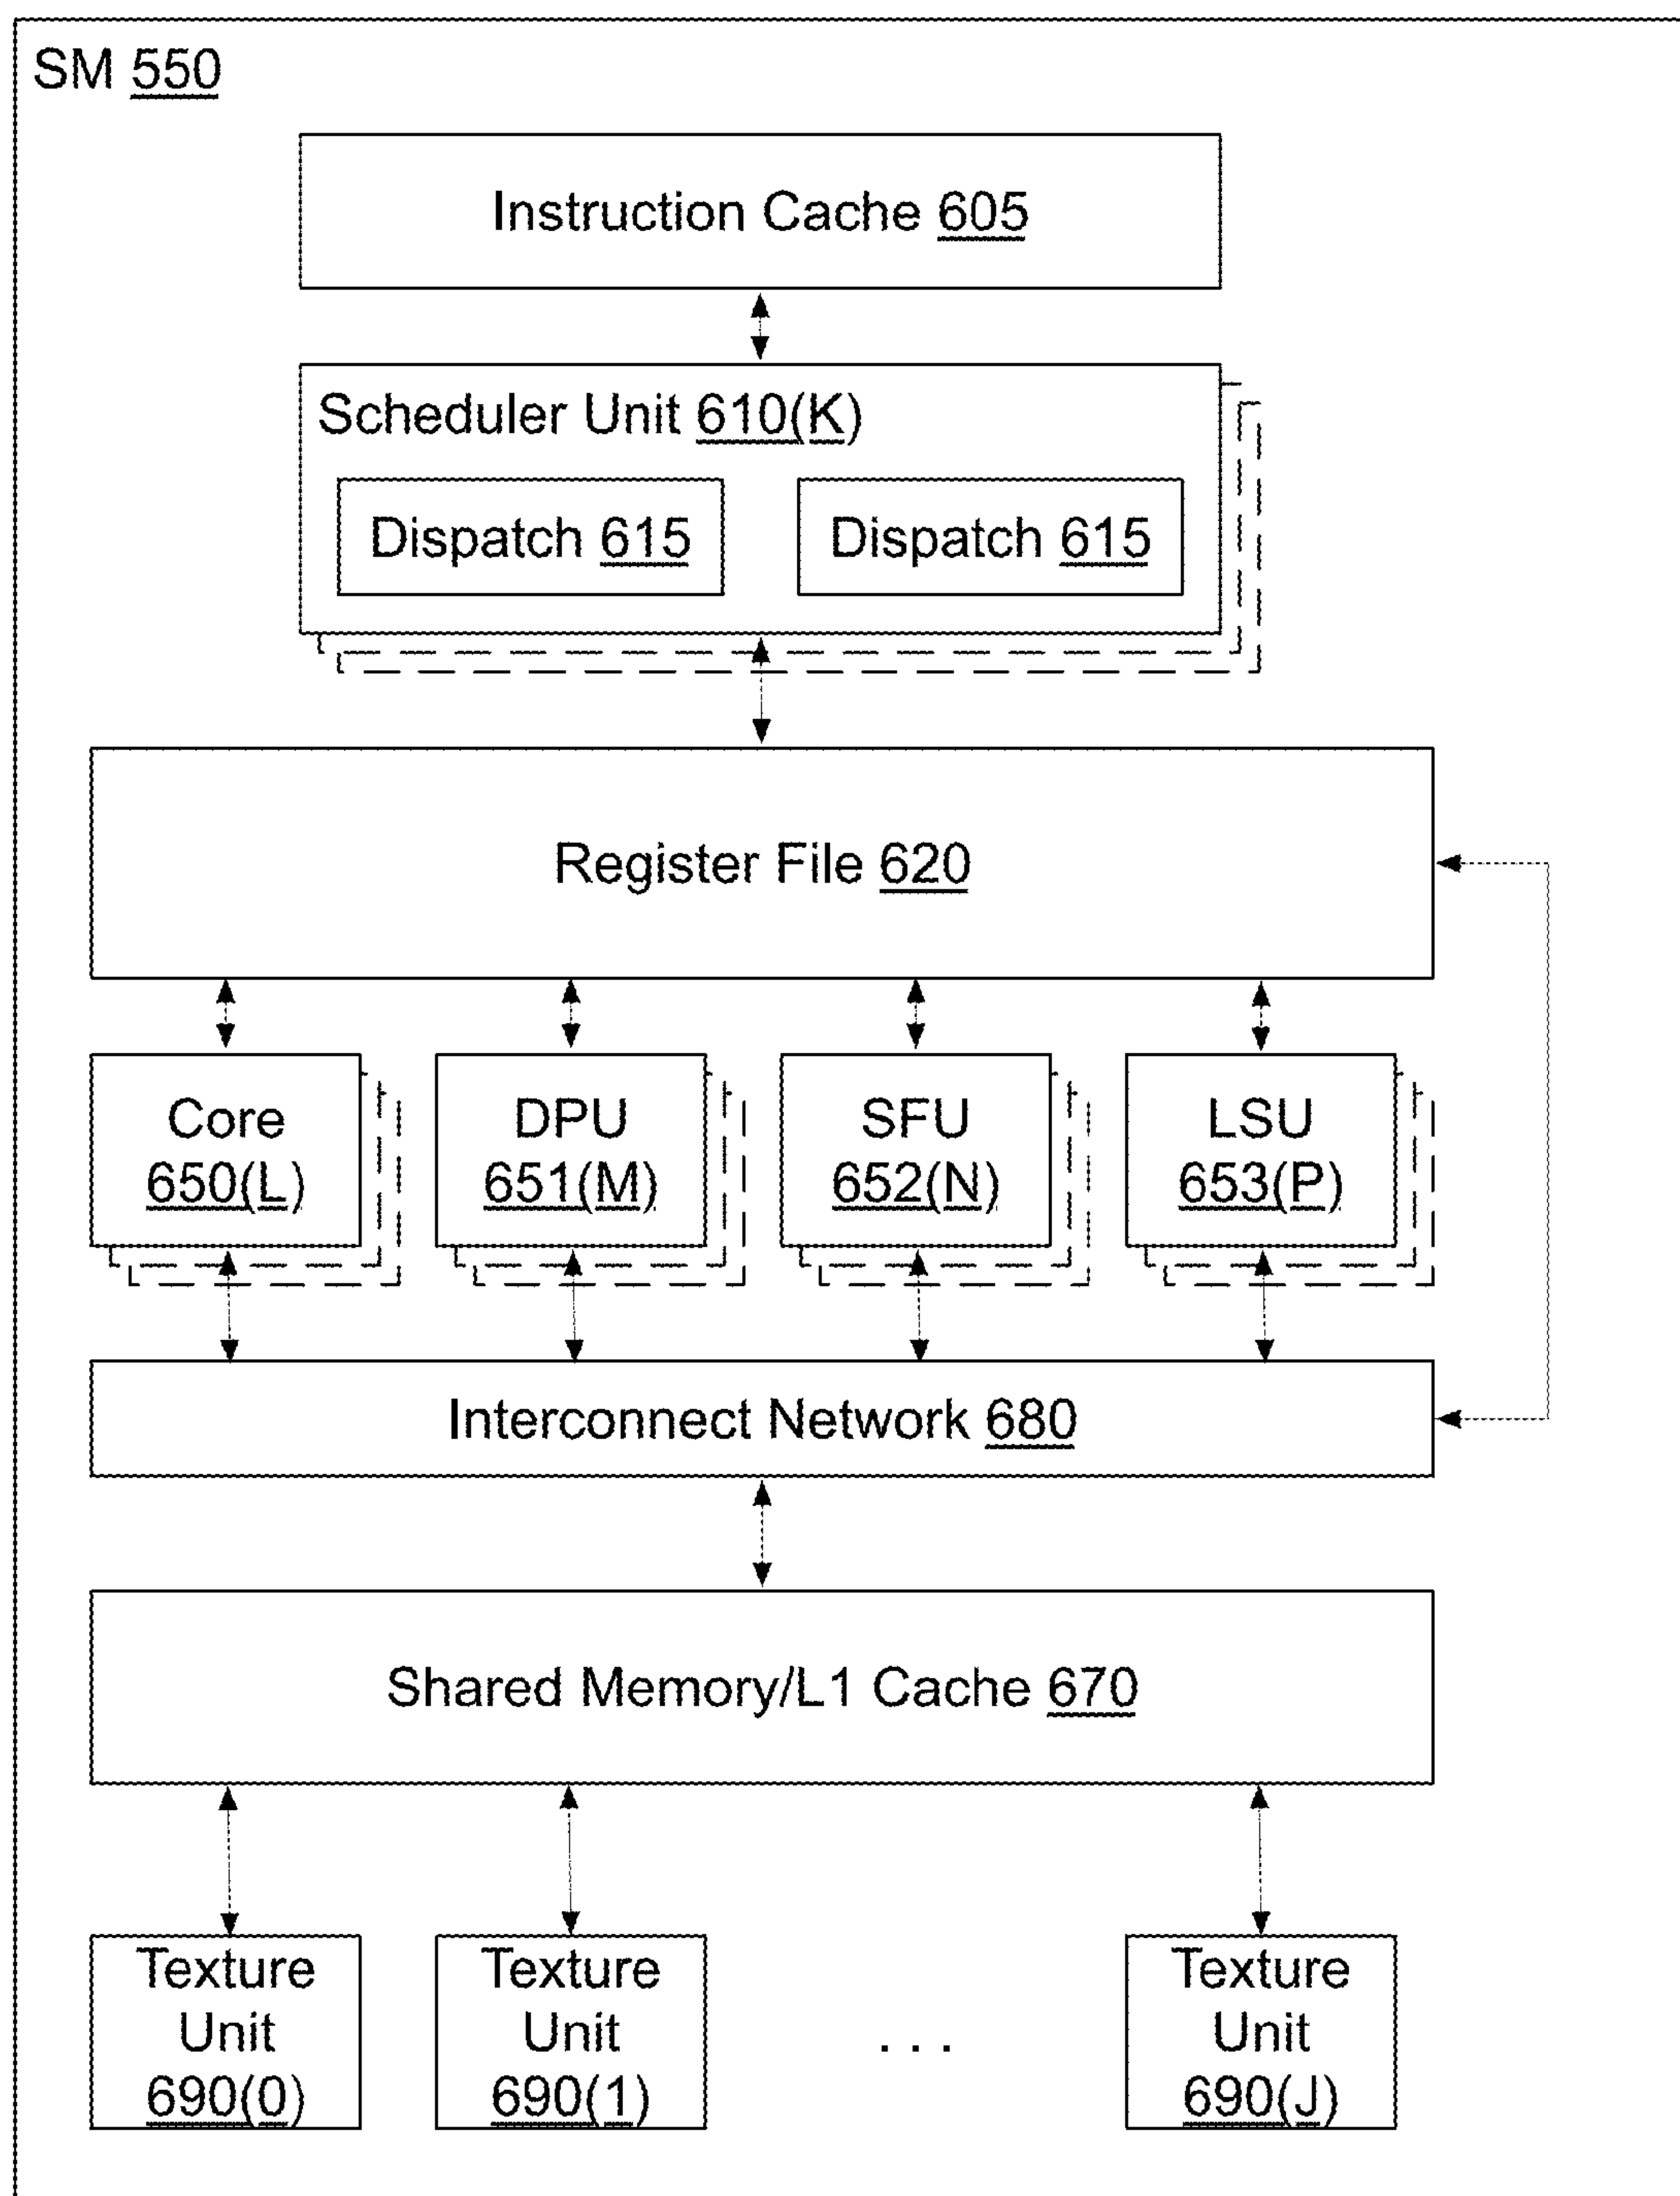 SM 550
Instruction Cache 605
Scheduler Unit 610(K)
Dispatch 615
Dispatch 615
Register File 620
Core
650(L)
DPU
651(M)
SFU
652(N)
LSU
653(P)
Interconnect Network 680
Shared Memory/L1 Cache 670
Texture
Unit
690(0)
Texture
Unit
690(1)
. . .
Texture
Unit
690(J)